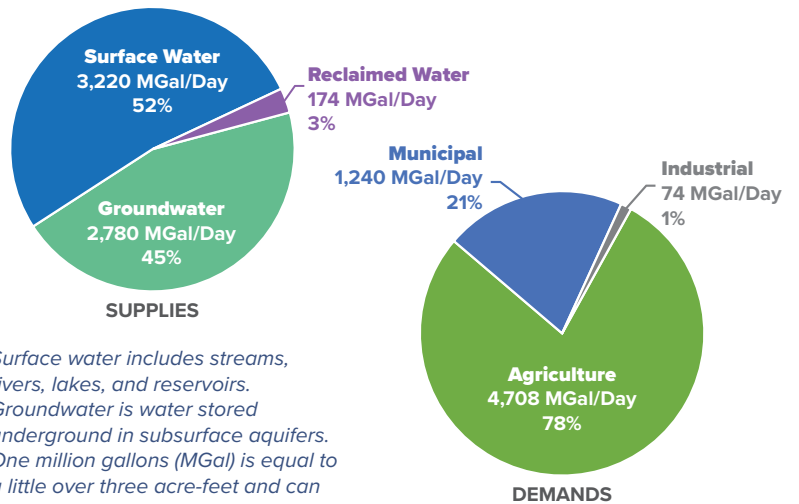 Surface Water
3,220 MGal/Day
52%
Reclaimed Water
174 MGal/Day
3%
Groundwater
2,780 MGal/Day
45%
SUPPLIES
Municipal
1,240 MGal/Day
21%
Industrial
74 MGal/Day
1%
Agriculture
4,708 MGal/Day
78%
DEMANDS
Surface water includes streams,
rivers, lakes, and reservoirs.
Groundwater is water stored
underground in subsurface aquifers.
One million gallons (MGal) is equal to
a little over three acre-feet and can